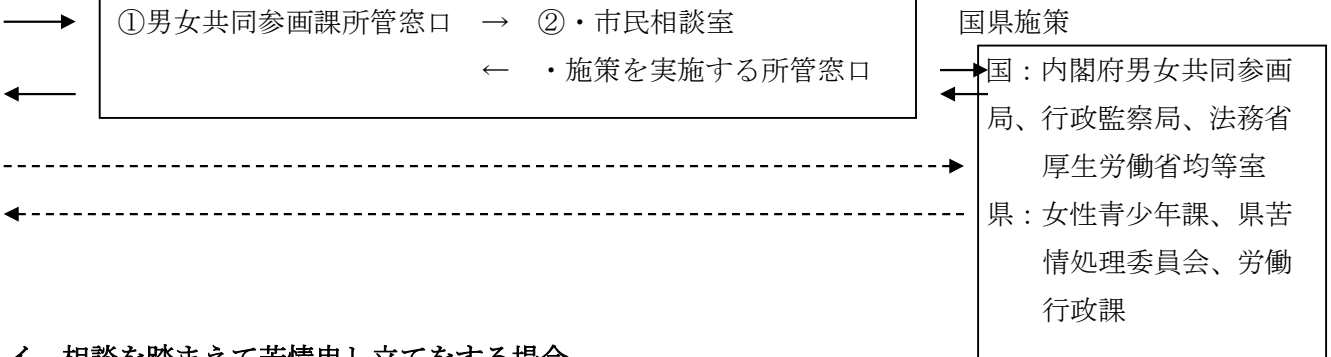 ①男女共同参画課所管窓口 → ②・市民相談室
国県施策
← ・施策を実施する所管窓口
国：内閣府男女共同参画
局、行政監察局、法務省
厚生労働省均等室
県：女性青少年課、県苦
情処理委員会、労働
行政課
イ 相談を踏まえて苦情申し立てをする場合